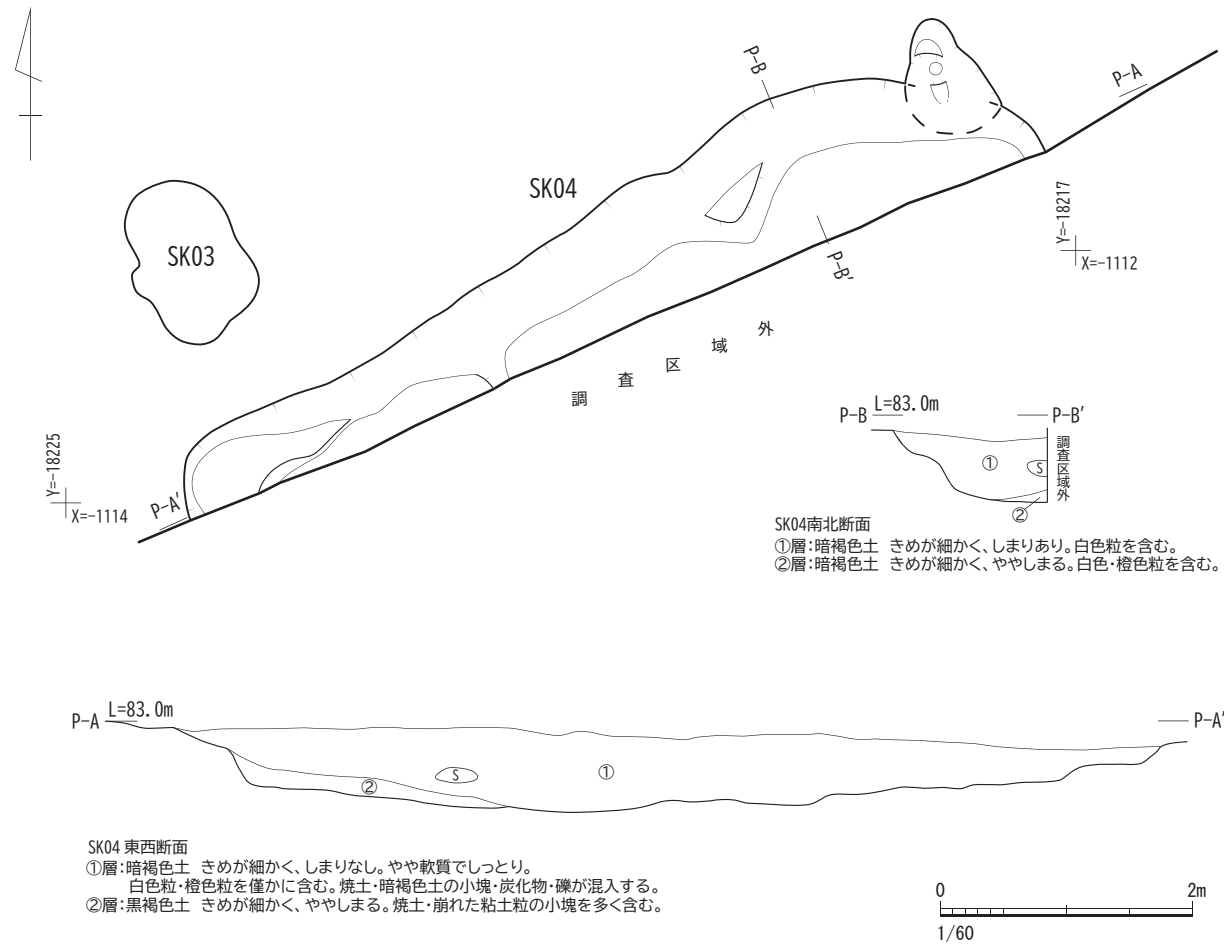 P-B
P-A
SK04
Y=-18217
SK03
P-B′
X=-1112
調査区域外
L=83.0m
P-B
P-B′
Y=-18225
①
S
調査区域外
P-A′
X=-1114
②
SK04南北断面
①層:暗褐色土 きめが細かく、しまりあり。白色粒を含む。
②層:暗褐色土 きめが細かく、ややしまる。白色・橙色粒を含む。
L=83.0m
P-A
P-A′
S
①
②
SK04 東西断面
①層:暗褐色土 きめが細かく、しまりなし。やや軟質でしっとり。
白色粒・橙色粒を僅かに含む。焼土・暗褐色土の小塊・炭化物・礫が混入する。
②層:黒褐色土 きめが細かく、ややしまる。焼土・崩れた粘土粒の小塊を多く含む。
0 2m
1/60